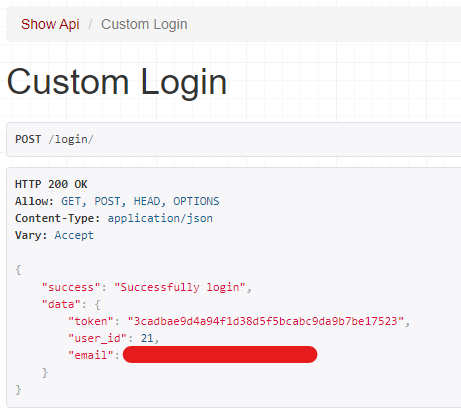 Show Api / Custom Login
Custom Login
POST /login/
HTTP 200 OK
Allow: GET, POST, HEAD, OPTIONS
Content-Type: application/json
Vary: Accept
{
"success": "Successfully login",
"data": {
"token": "3cadbae9d4a94f1d38d5f5bcabc9da9b7be17523",
"user_id": 21,
"email":
}
}